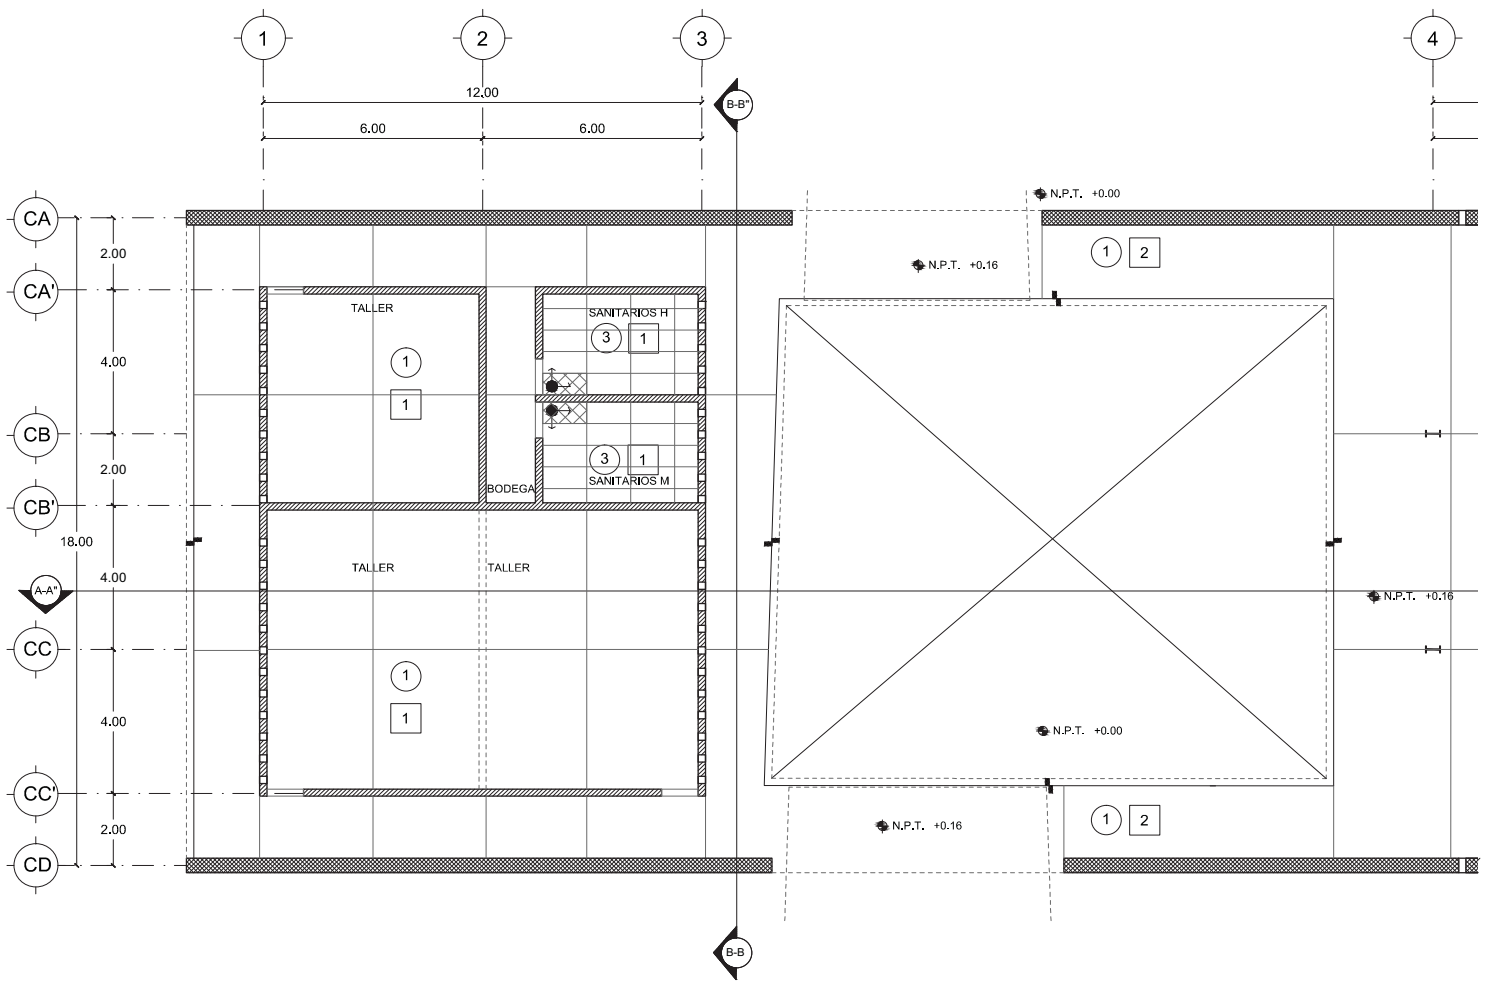 1 2 3 4
12.00
B-B"
6.00 6.00
N.P.T. +0.00
CA
2.00
1 2
N.P.T. +0.16
CA'
TALLER
SANITARIOS H
3 1
4.00
1
1
CB
3 1
2.00
SANITARIOS M
BODEGA
CB'
18.00
TALLER TALLER
4.00
A-A"
N.P.T. +0.16
CC
1
1
4.00
N.P.T. +0.00
CC'
1 2
N.P.T. +0.16
2.00
CD
B-B